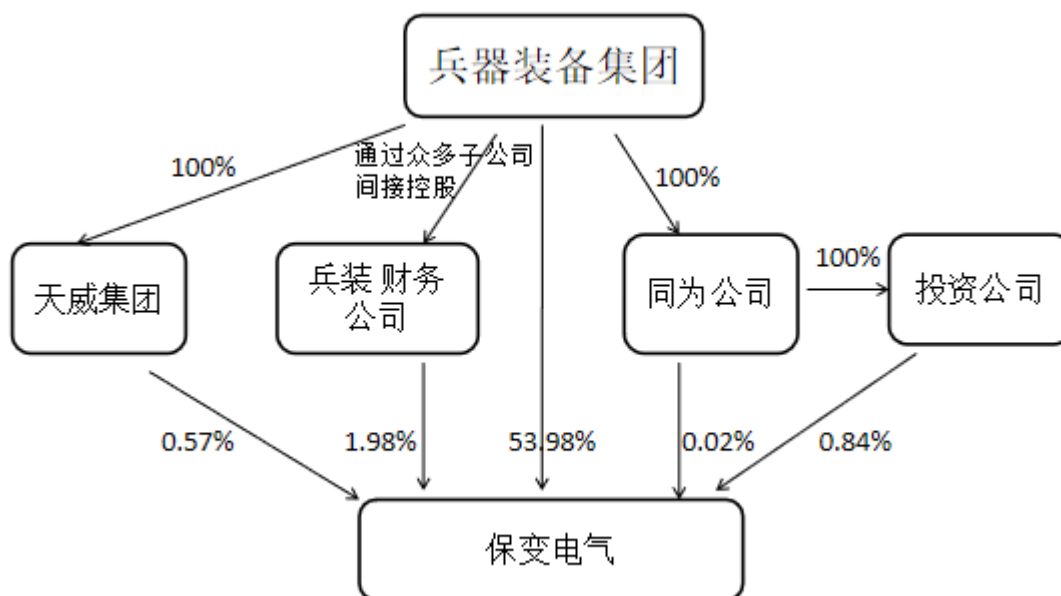 兵器装备集团
100%
通过众多子公司
间接控股
100%
天威集团
兵装 财务
公司
同为公司
100%
投资公司
0.57%
1.98%
53.98%
0.02%
0.84%
保变电气